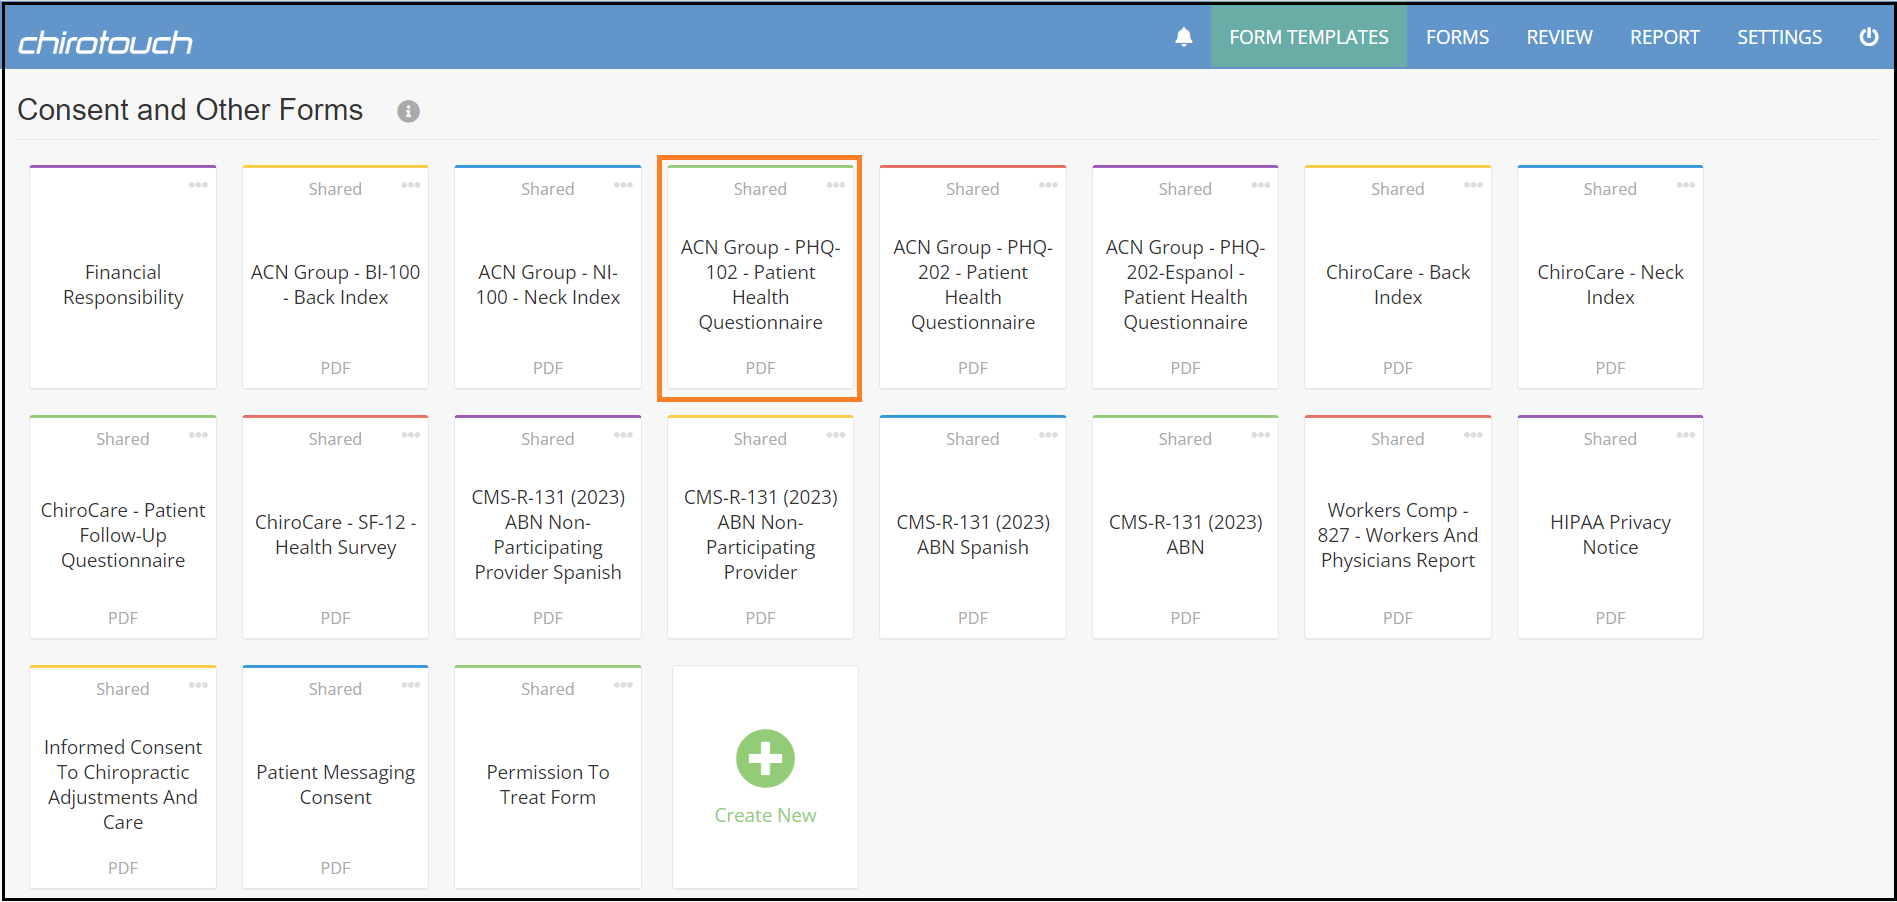 chirotouch
FORM TEMPLATES
FORMS
REVIEW
REPORT
SETTINGS
Consent and Other Forms
Financial
Responsibility
Shared
ACN Group - BI-100
- Back Index
PDF
Shared
ACN Group - NI-
100 - Neck Index
PDF
Shared
ACN Group - PHQ-
102 - Patient
Health
Questionnaire
PDF
Shared
ACN Group - PHQ-
202 - Patient
Health
Questionnaire
PDF
Shared
ACN Group - PHQ-
202-Espanol -
Patient Health
Questionnaire
PDF
Shared
ChiroCare - Back
Index
PDF
Shared
ChiroCare - Neck
Index
PDF
Shared
ChiroCare - Patient
Follow-Up
Questionnaire
PDF
Shared
ChiroCare - SF-12 -
Health Survey
PDF
Shared
CMS-R-131 (2023)
ABN Non-
Participating
Provider Spanish
PDF
Shared
CMS-R-131 (2023)
ABN Non-
Participating
Provider
PDF
Shared
CMS-R-131 (2023)
ABN Spanish
PDF
Shared
CMS-R-131 (2023)
ABN
PDF
Shared
Workers Comp -
827 - Workers And
Physicians Report
PDF
Shared
HIPAA Privacy
Notice
PDF
Shared
Informed Consent
To Chiropractic
Adjustments And
Care
PDF
Shared
Patient Messaging
Consent
PDF
Shared
Permission To
Treat Form
Create New